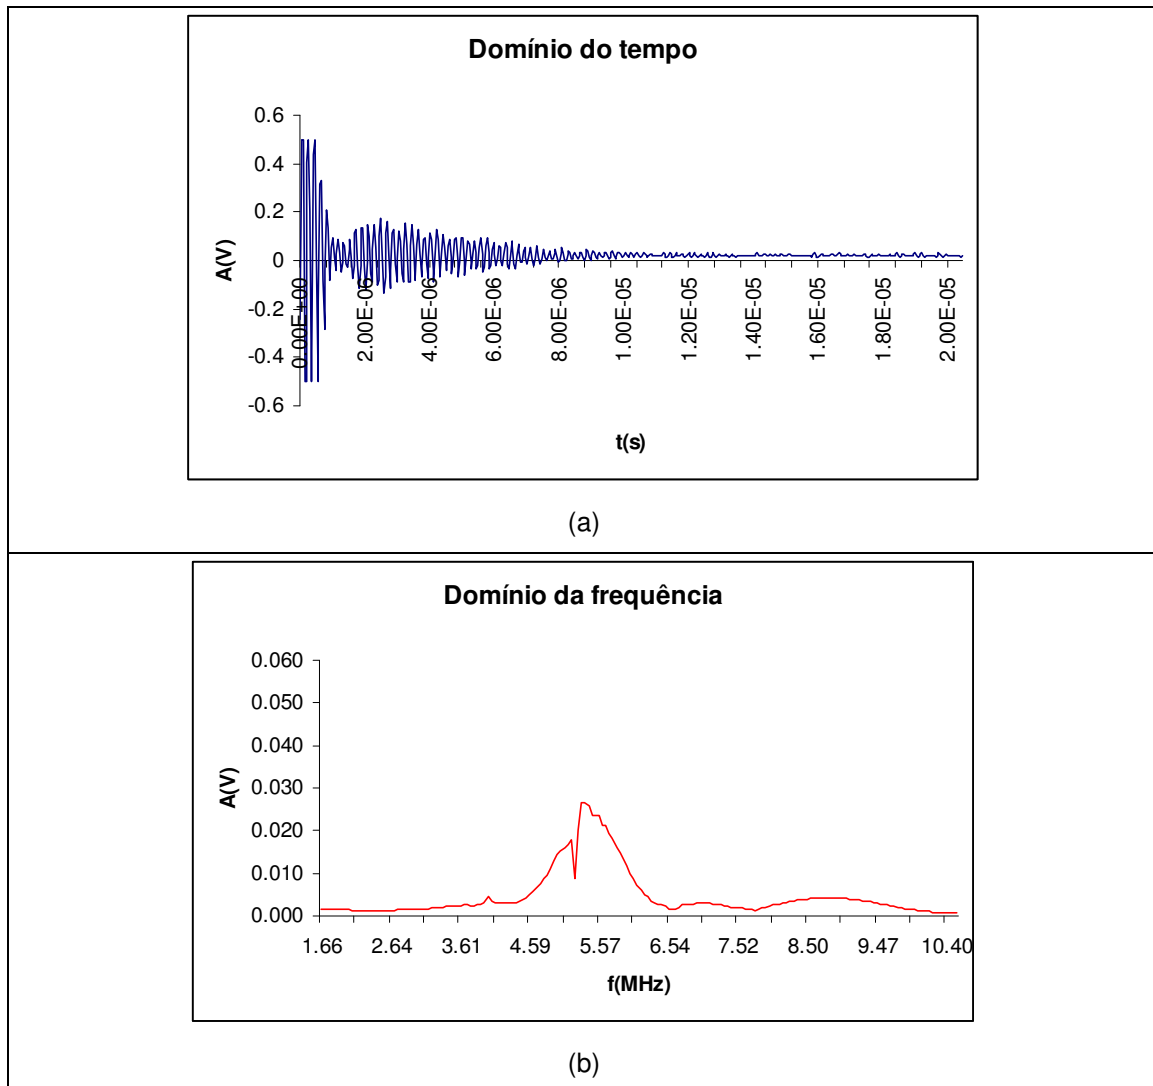 Domínio do tempo
0.6
0.4
0.2
0
-0.2
-0.4
-0.6
A(V)
0.00E+00
2.00E-06
4.00E-06
6.00E-06
8.00E-06
1.00E-05
1.20E-05
1.40E-05
1.60E-05
1.80E-05
2.00E-05
t(s)
(a)
Domínio da frequência
0.060
0.050
0.040
0.030
0.020
0.010
0.000
A(V)
1.66 2.64 3.61 4.59 5.57 6.54 7.52 8.50 9.47 10.40
f(MHz)
(b)